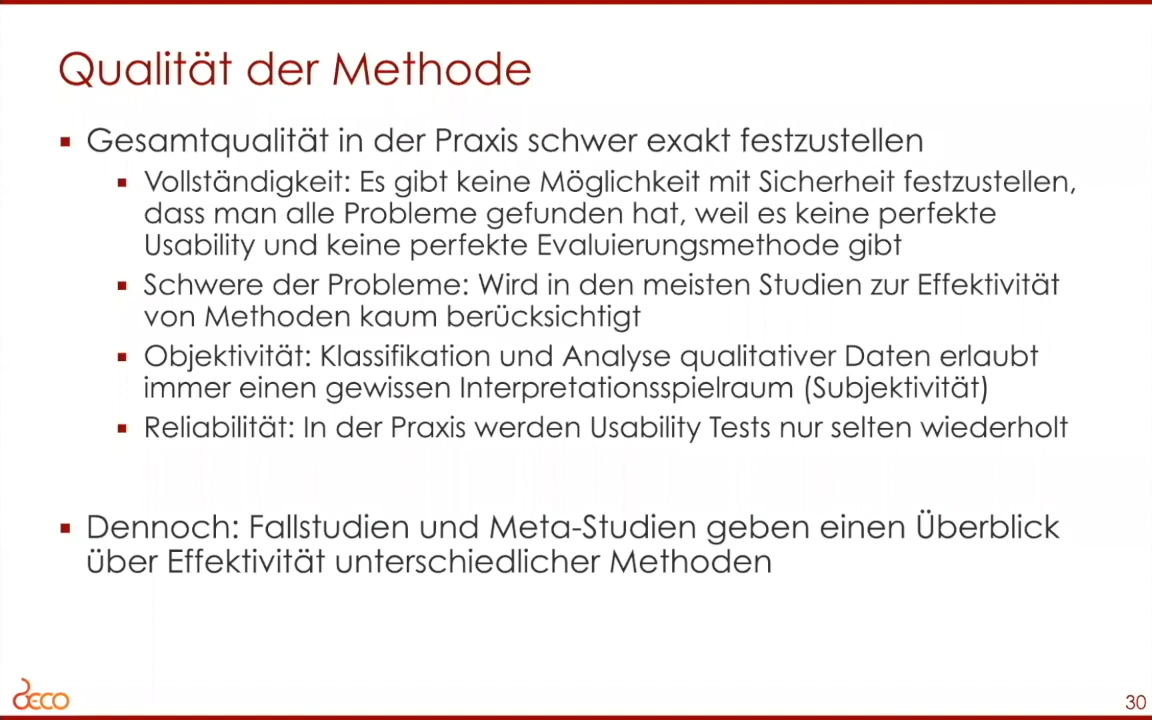 Qualität der Methode
Gesamtqualität in der Praxis schwer exakt festzustellen
Vollständigkeit: Es gibt keine Möglichkeit mit Sicherheit festzustellen,
dass man alle Probleme gefunden hat, weil es keine perfekte
Usability und keine perfekte Evaluierungsmethode gibt
Schwere der Probleme: Wird in den meisten Studien zur Effektivität
von Methoden kaum berücksichtigt
Objektivität: Klassifikation und Analyse qualitativer Daten erlaubt
immer einen gewissen Interpretationsspielraum (Subjektivität)
Reliabilität: In der Praxis werden Usability Tests nur selten wiederholt
Dennoch: Fallstudien und Meta-Studien geben einen Überblick
über Effektivität unterschiedlicher Methoden
DECO
30